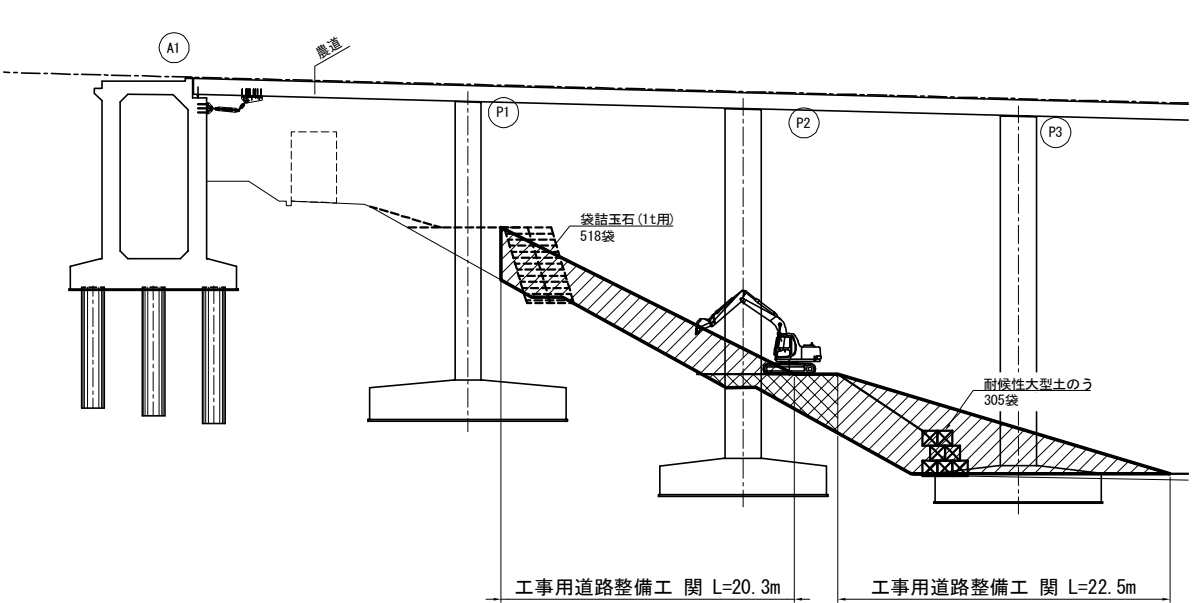 A1
農道
P1
P2
P3
袋詰玉石(1t用)
518袋
耐候性大型土のう
305袋
工事用道路整備工 関 L=20.3m
工事用道路整備工 関 L=22.5m